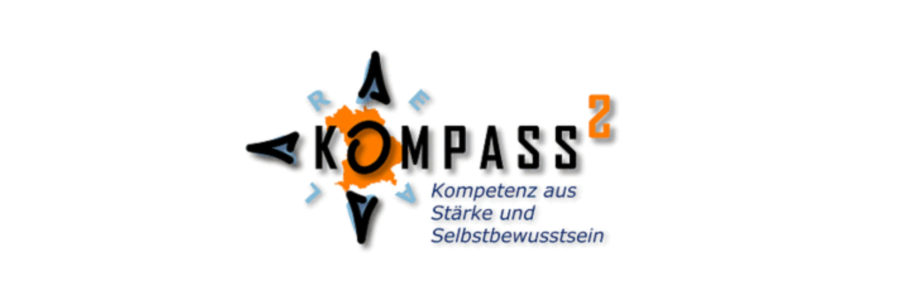 R E
KOMPASS²
L A
Kompetenz aus
Stärke und
Selbstbewusstsein